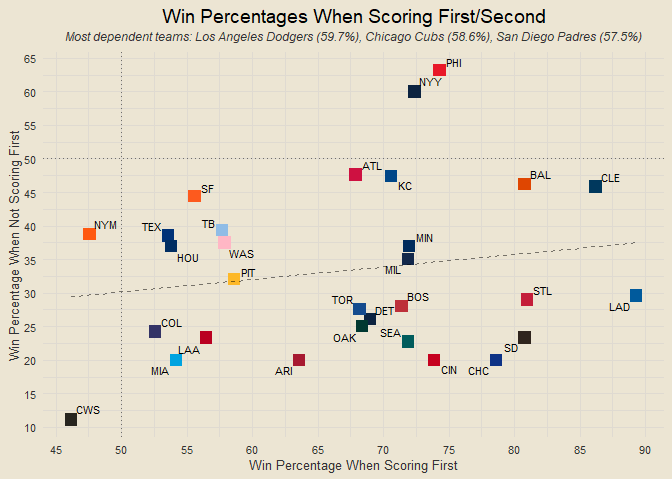 Win Percentages When Scoring First/Second
Most dependent teams: Los Angeles Dodgers (59.7%), Chicago Cubs (58.6%), San Diego Padres (57.5%)
Win Percentage When Not Scoring First
65
60
55
50
45
40
35
30
25
20
15
10
PHI
NYY
ATL
KC
BAL
CLE
SF
NYM
TEX
TB
HOU
WAS
MIN
MIL
PIT
TOR
BOS
STL
LAD
DET
OAK
COL
LAA
SEA
SD
MIA
ARI
CIN
CHC
CWS
45
50
55
60
65
70
75
80
85
90
Win Percentage When Scoring First